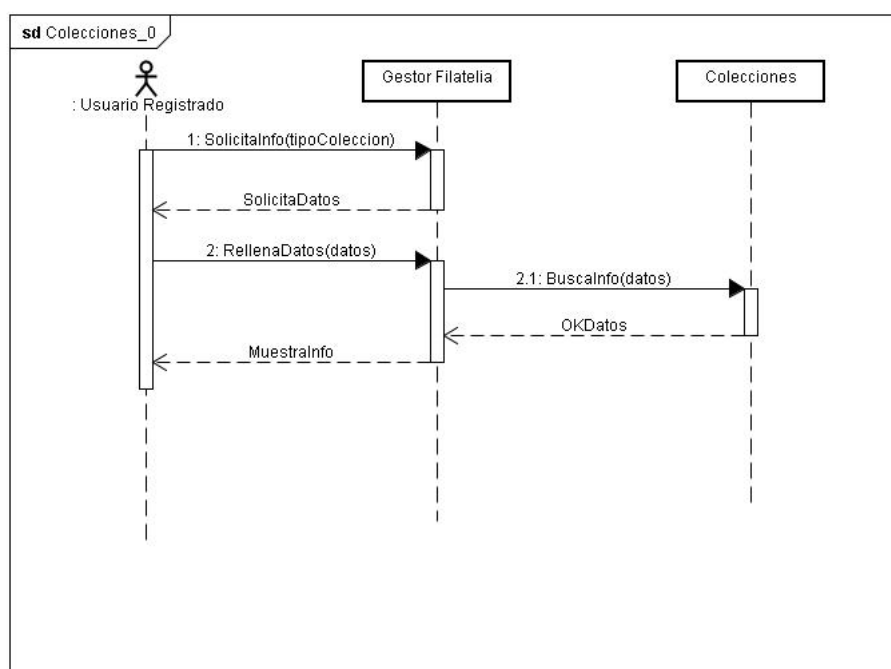 sd Colecciones_0
Gestor Filatelia
Colecciones
: Usuario Registrado
1: SolicitaInfo(tipoColeccion)
SolicitaDatos
2: RellenaDatos(datos)
2.1: BuscaInfo(datos)
OKDatos
MuestraInfo